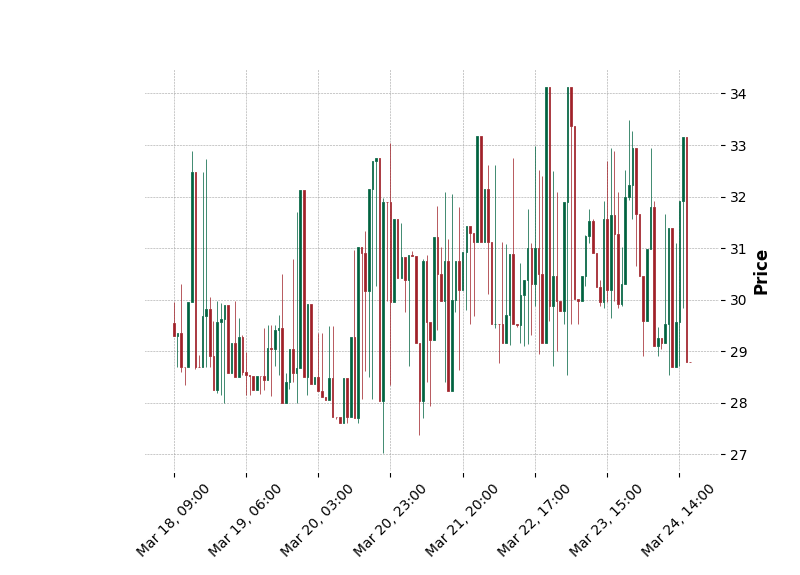 34
33
32
31
30
29
28
27
Price
Mar 18, 09:00
Mar 19, 06:00
Mar 20, 03:00
Mar 20, 23:00
Mar 21, 20:00
Mar 22, 17:00
Mar 23, 15:00
Mar 24, 14:00